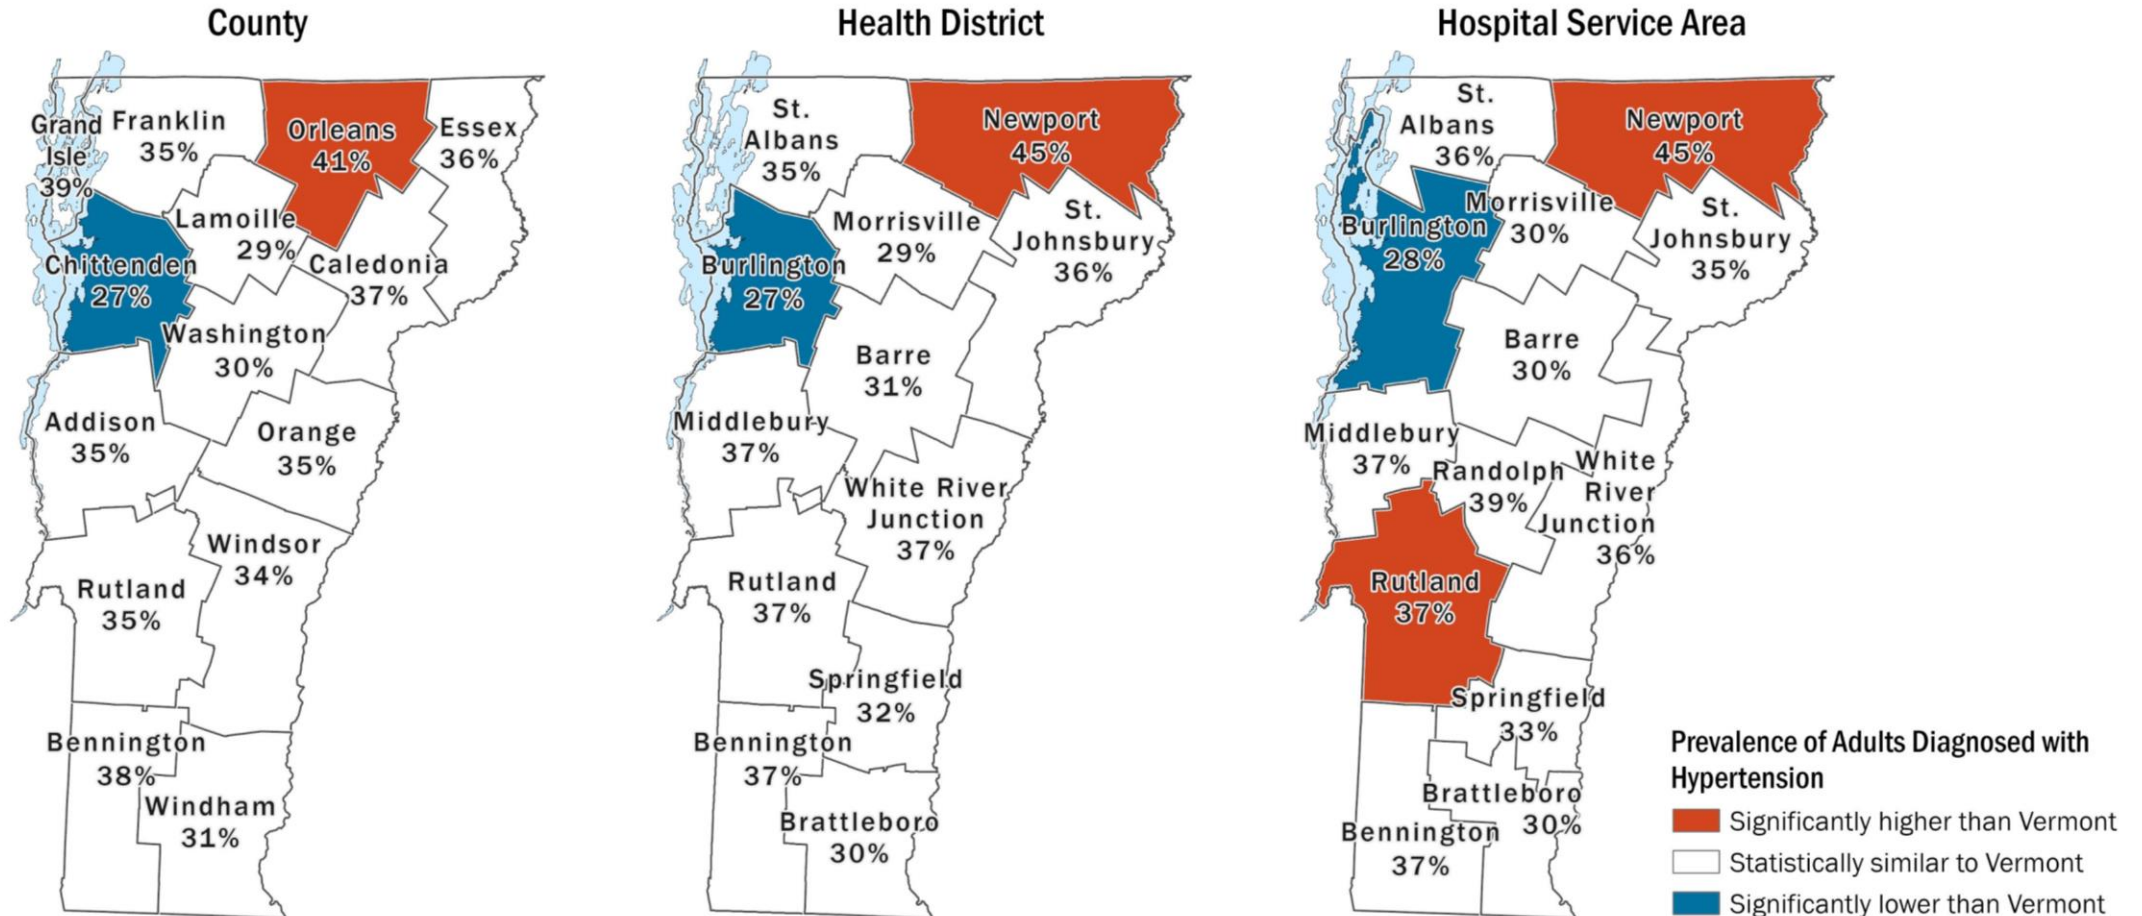 County
Grand
Isle
39%
Franklin
35%
Orleans
41%
Essex
36%
Lamoille
29%
Chittenden
27%
Caledonia
37%
Washington
30%
Addison
35%
Orange
35%
Windsor
34%
Rutland
35%
Bennington
38%
Windham
31%
Health District
St.
Albans
35%
Newport
45%
Morrisville
29%
St.
Johnsbury
36%
Burlington
27%
Barre
31%
Middlebury
37%
White River
Junction
37%
Rutland
37%
Springfield
32%
Bennington
37%
Brattleboro
30%
Hospital Service Area
St.
Albans
36%
Newport
45%
Morrisville
30%
St.
Johnsbury
35%
Burlington
28%
Barre
30%
Middlebury
37%
Randolph
39%
White
River
Junction
36%
Rutland
37%
Springfield
33%
Brattleboro
30%
Bennington
37%
Prevalence of Adults Diagnosed with
Hypertension
Significantly higher than Vermont
Statistically similar to Vermont
Significantly lower than Vermont